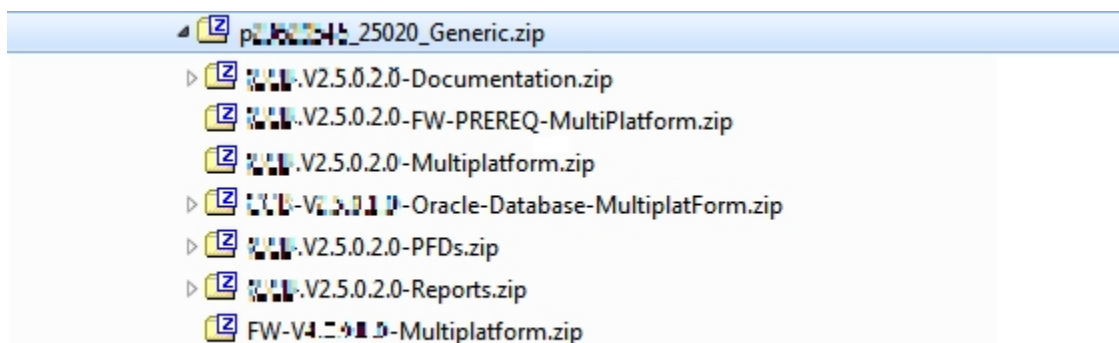 _25020_Generic.zip
.V2.5.0.2.0-Documentation.zip
.V2.5.0.2.0-FW-PREREQ-MultiPlatform.zip
.V2.5.0.2.0-Multiplatform.zip
-Oracle-Database-MultiplatForm.zip
.V2.5.0.2.0-PFDs.zip
.V2.5.0.2.0-Reports.zip
-Multiplatform.zip